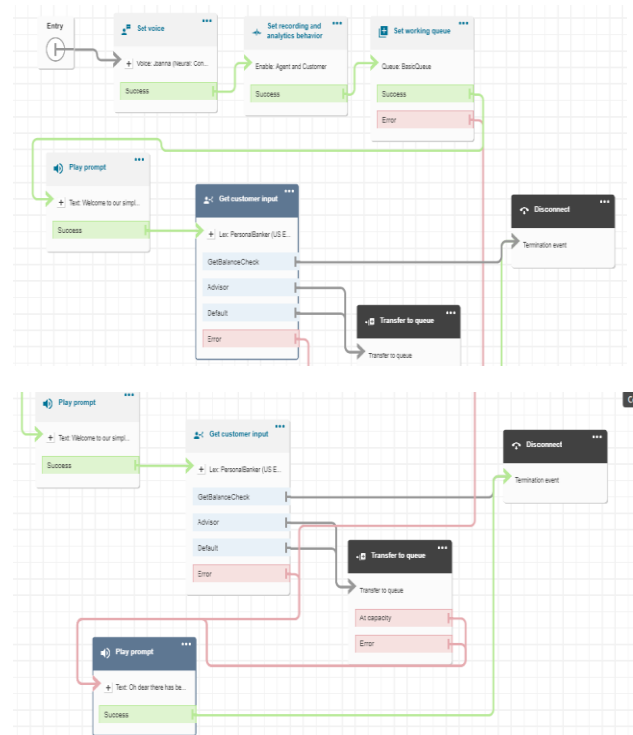 Entry
Set voice
Voice: Joanna (Neural: Con...
Success
Set recording and
analytics behavior
Enable: Agent and Customer
Success
Set working queue
Queue: BasicQueue
Success
Error
Play prompt
Text: Welcome to our simpl...
Success
Get customer input
Lex: PersonalBanker (US E...
GetBalanceCheck
Advisor
Default
Error
Disconnect
Termination event
Transfer to queue
Transfer to queue
Play prompt
Text: Welcome to our simpl...
Success
Get customer input
Lex: PersonalBanker (US E...
GetBalanceCheck
Advisor
Default
Error
Disconnect
Termination event
Transfer to queue
Transfer to queue
At capacity
Error
Play prompt
Text: Oh dear there has be...
Success